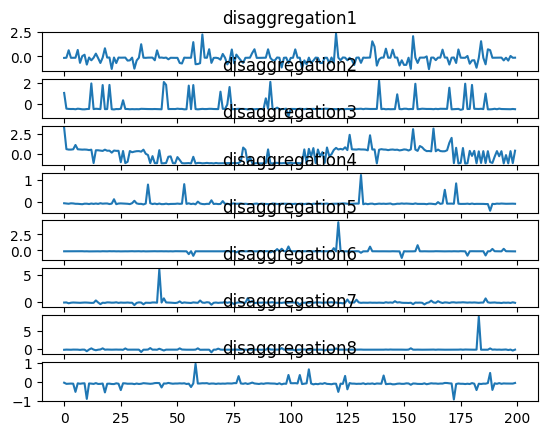 disaggregation1
2.5
0.0
disaggregation2
2
0
disaggregation3
2.5
0.0
disaggregation4
1
0
disaggregation5
2.5
0.0
disaggregation6
5
0
disaggregation7
5
0
disaggregation8
1
0
−1
0 25 50 75 100 125 150 175 200